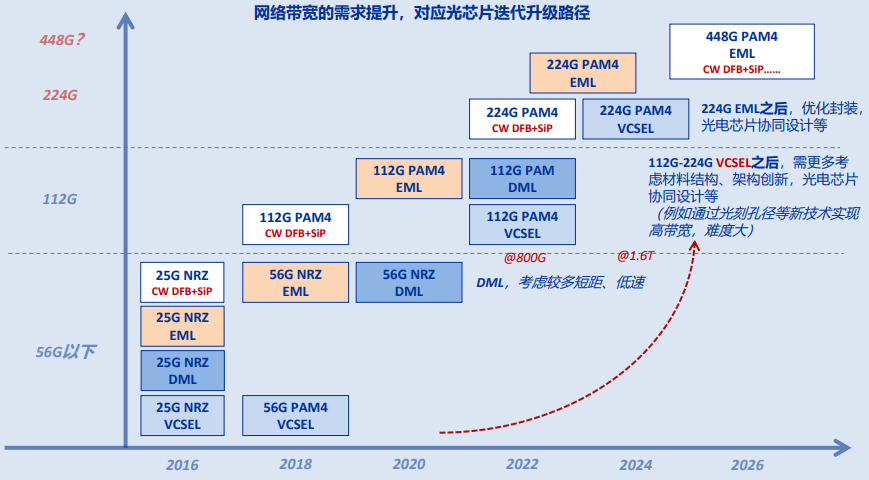 网络带宽的需求提升，对应光芯片迭代升级路径
448G？
448G PAM4
EML
CW DFB+SiP......
224G
224G PAM4
EML
224G PAM4
CW DFB+SiP
224G PAM4
VCSEL
224G EML之后，优化封装，
光电芯片协同设计等
112G
112G PAM4
EML
112G PAM
DML
112G PAM4
CW DFB+SiP
112G PAM4
VCSEL
112G-224G VCSEL之后，需更多考
虑材料结构、架构创新，光电芯片
协同设计等
（例如通过光刻孔径等新技术实现
高带宽，难度大）
@800G
@1.6T
56G以下
25G NRZ
CW DFB+SiP
56G NRZ
EML
56G NRZ
DML
DML，考虑较多短距、低速
25G NRZ
EML
25G NRZ
DML
25G NRZ
VCSEL
56G PAM4
VCSEL
2016
2018
2020
2022
2024
2026